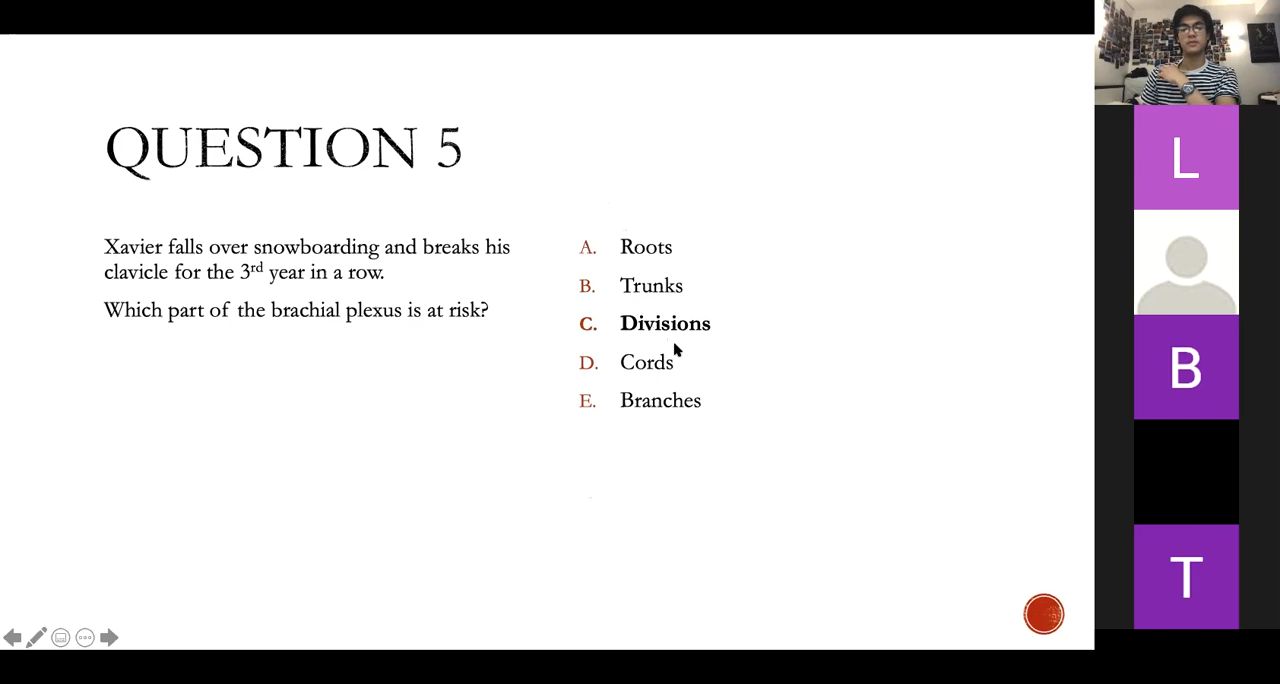 QUESTION 5
Xavier falls over snowboarding and breaks his
clavicle for the 3rd year in a row.
Which part of the brachial plexus is at risk?
A. Roots
B. Trunks
C. Divisions
D. Cords
E. Branches
L
B
T